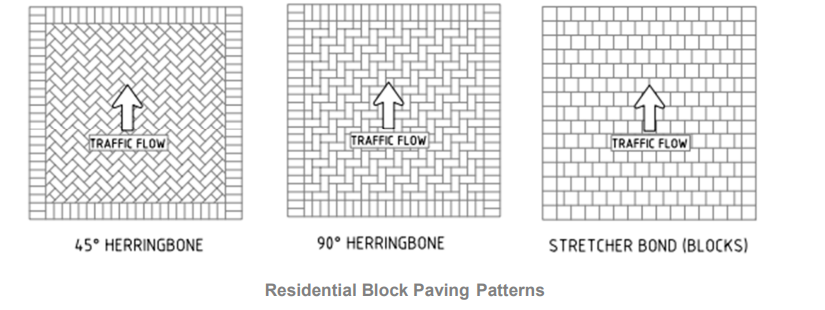 TRAFFIC FLOW
TRAFFIC FLOW
TRAFFIC FLOW
45° HERRINGBONE
90° HERRINGBONE
STRETCHER BOND (BLOCKS)
Residential Block Paving Patterns